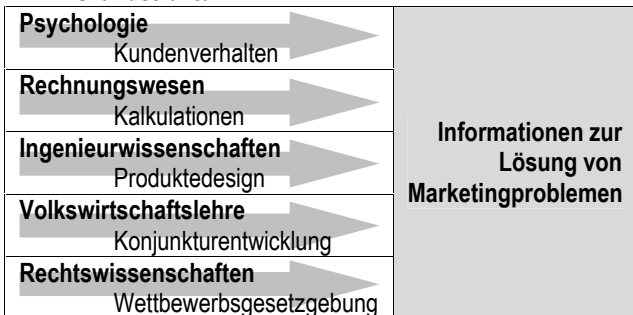 Psychologie
Kundenverhalten
Rechnungswesen
Kalkulationen
Ingenieurwissenschaften
Produktedesign
Volkswirtschaftslehre
Konjunkturentwicklung
Rechtswissenschaften
Wettbewerbsgesetzgebung
Informationen zur
Lösung von
Marketingproblemen